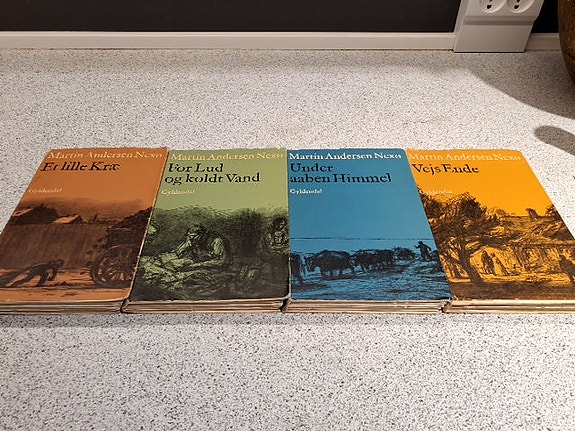 Martin Andersen Nexø
Et lille Kræ
Gyldendal
Martin Andersen Nexø
For Lud
og koldt Vand
Gyldendal
Martin Andersen Nexø
Under
aaben Himmel
Gyldendal
Martin Andersen Nexø
Vejs Ende
Gyldendal